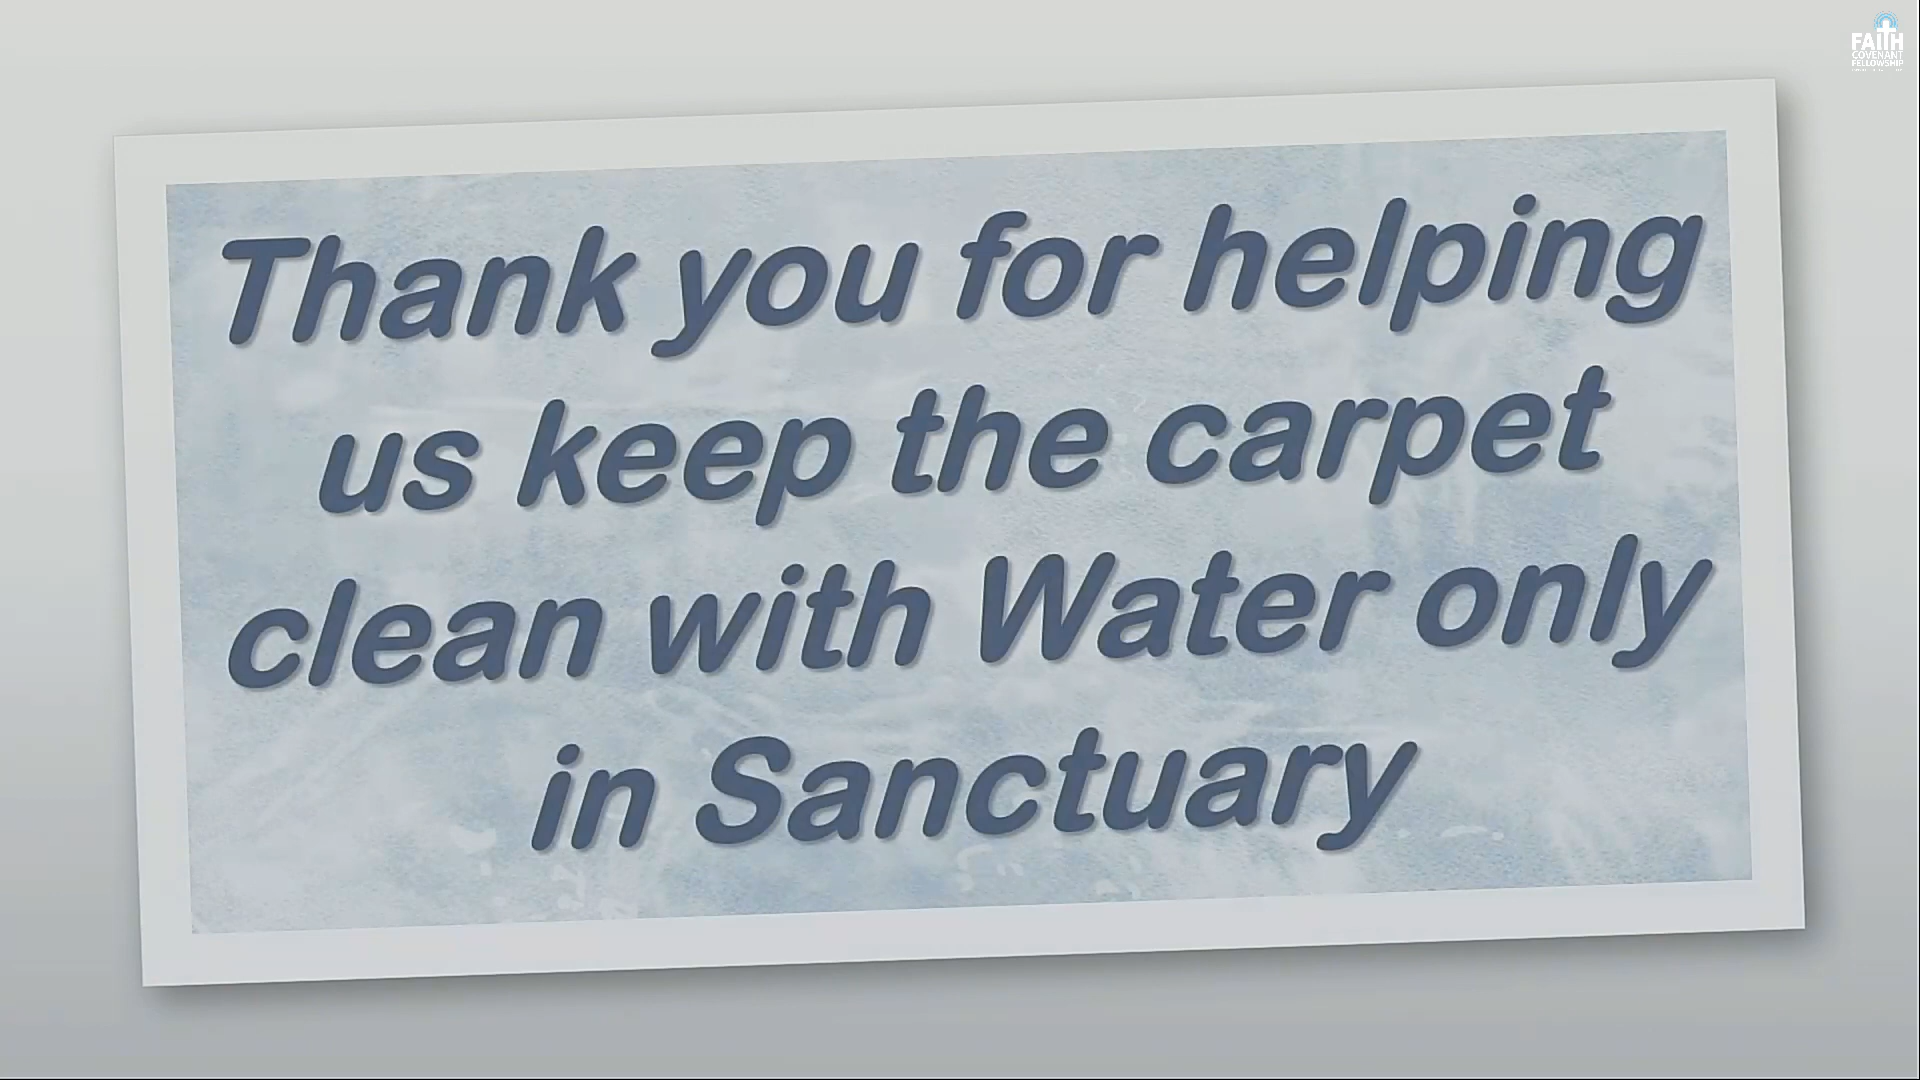 FAITH
COVENANT
FELLOWSHIP
Thank you for helping
us keep the carpet
clean with Water only
in Sanctuary